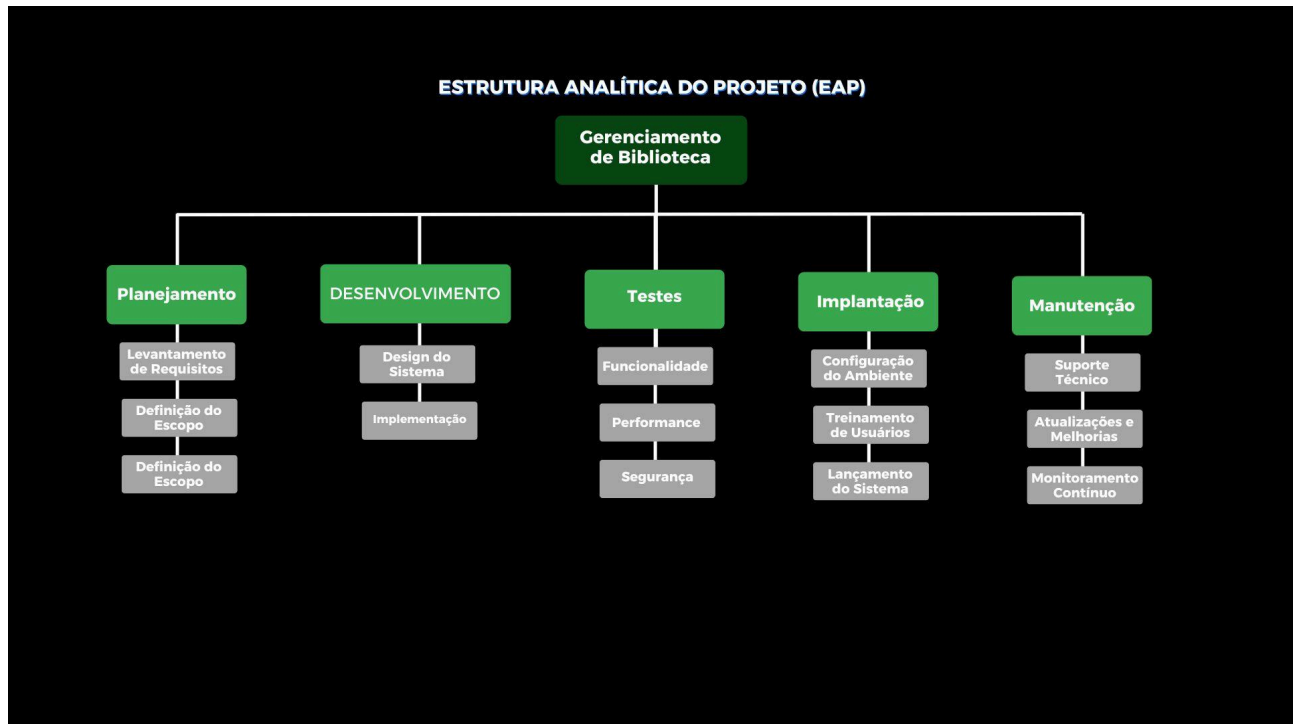 ESTRUTURA ANALÍTICA DO PROJETO (EAP)
Gerenciamento
de Biblioteca
Planejamento
Levantamento
de Requisitos
Definição do
Escopo
Definição do
Escopo
DESENVOLVIMENTO
Design do
Sistema
Implementação
Testes
Funcionalidade
Performance
Segurança
Implantação
Configuração
do Ambiente
Treinamento
de Usuários
Lançamento
do Sistema
Manutenção
Suporte
Técnico
Atualizações e
Melhorias
Monitoramento
Contínuo